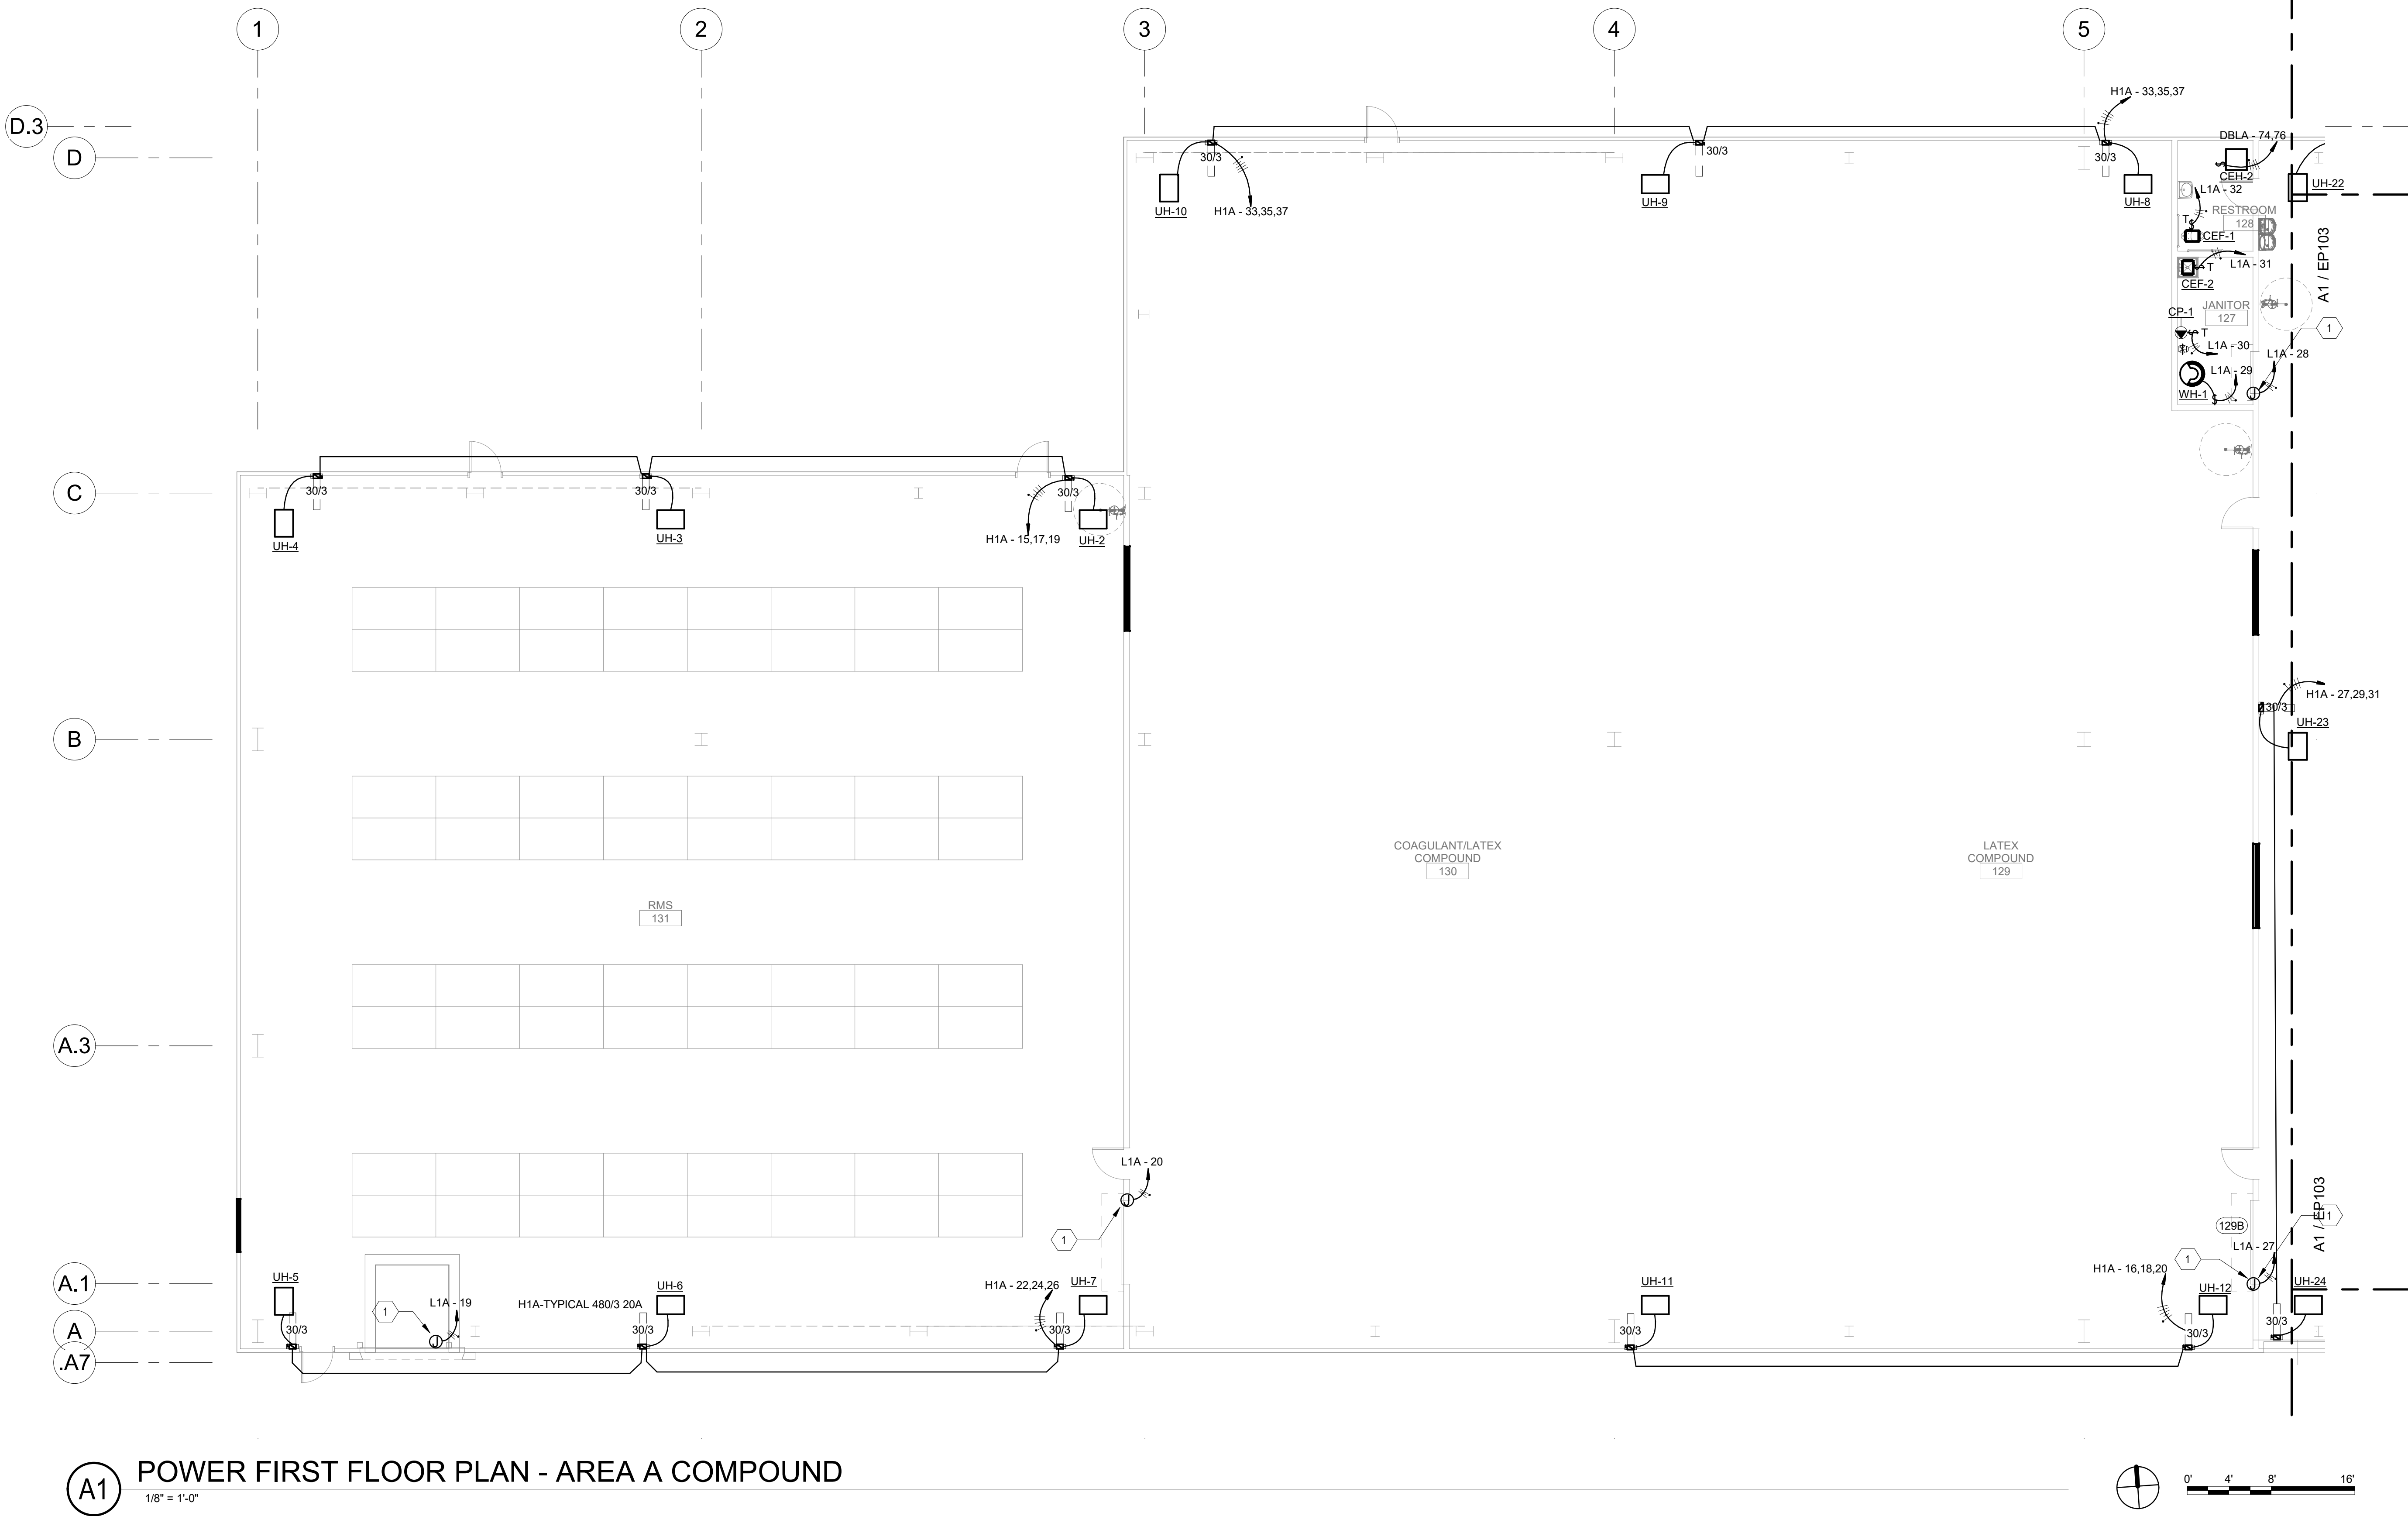 1
2
3
4
5
D.3
D
C
B
A.3
A.1
A
.A7
H1A - 33,35,37
DBLA - 74,76
30/3
30/3
30/3
CEH-2
UH-22
UH-10
H1A - 33,35,37
UH-9
UH-8
L1A - 32
RESTROOM
128
T
$
CEF-1
L1A - 31
T
CEF-2
A1 / EP103
JANITOR
127
CP-1
T
1
L1A - 30
L1A - 28
L1A - 29
WH-1
$
J
30/3
30/3
30/3
UH-4
UH-3
H1A - 15,17,19
UH-2
H1A - 27,29,31
30/3
UH-23
COAGULANT/LATEX
COMPOUND
130
LATEX
COMPOUND
129
RMS
131
L1A - 20
J
1
A1 / EP103
129B
1
1
L1A - 27
J
UH-5
UH-6
H1A - 22,24,26
UH-7
UH-11
H1A - 16,18,20
UH-12
UH-24
1
L1A - 19
J
H1A-TYPICAL 480/3 20A
30/3
30/3
30/3
30/3
30/3
30/3
A1
POWER FIRST FLOOR PLAN - AREA A COMPOUND
1/8" = 1'-0"
0'
4'
8'
16'